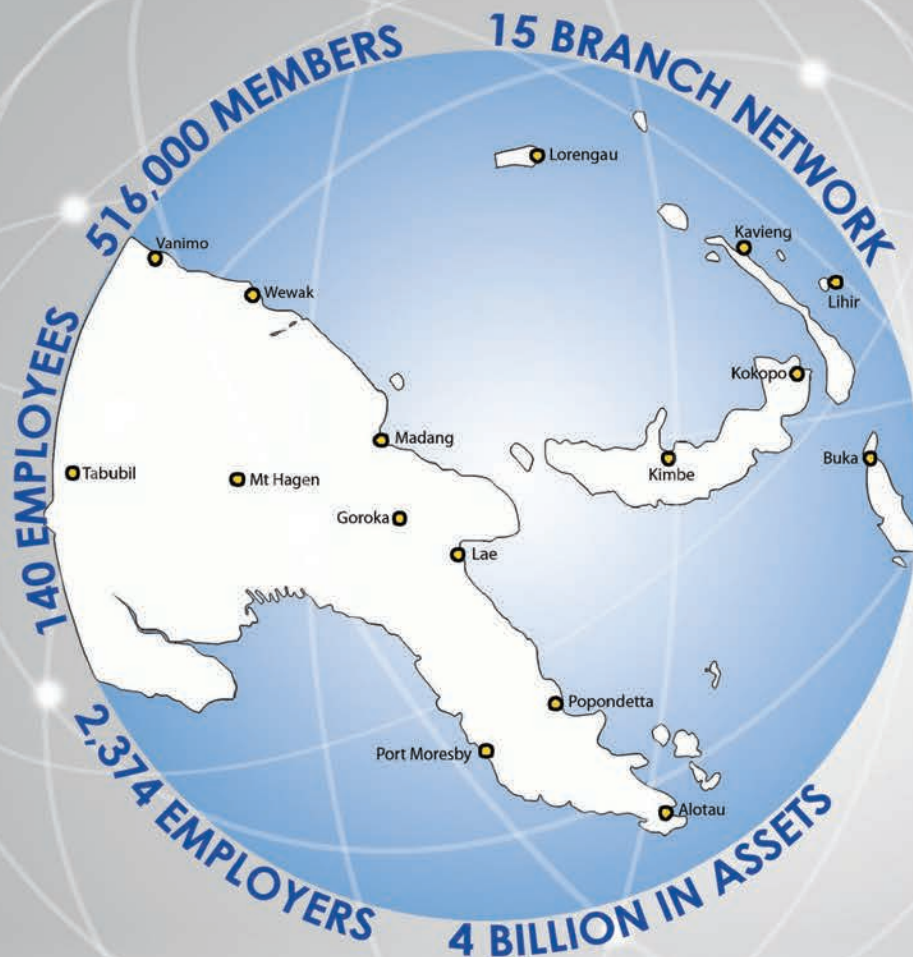 516,000 MEMBERS
15 BRANCH NETWORK
Lorengau
Vanimo
Kavieng
Wewak
Lihir
Kokopo
Madang
Tabubil
Mt Hagen
Kimbe
Buka
Goroka
Lae
140 EMPLOYEES
Popondetta
Port Moresby
Alotau
2,374 EMPLOYERS
4 BILLION IN ASSETS